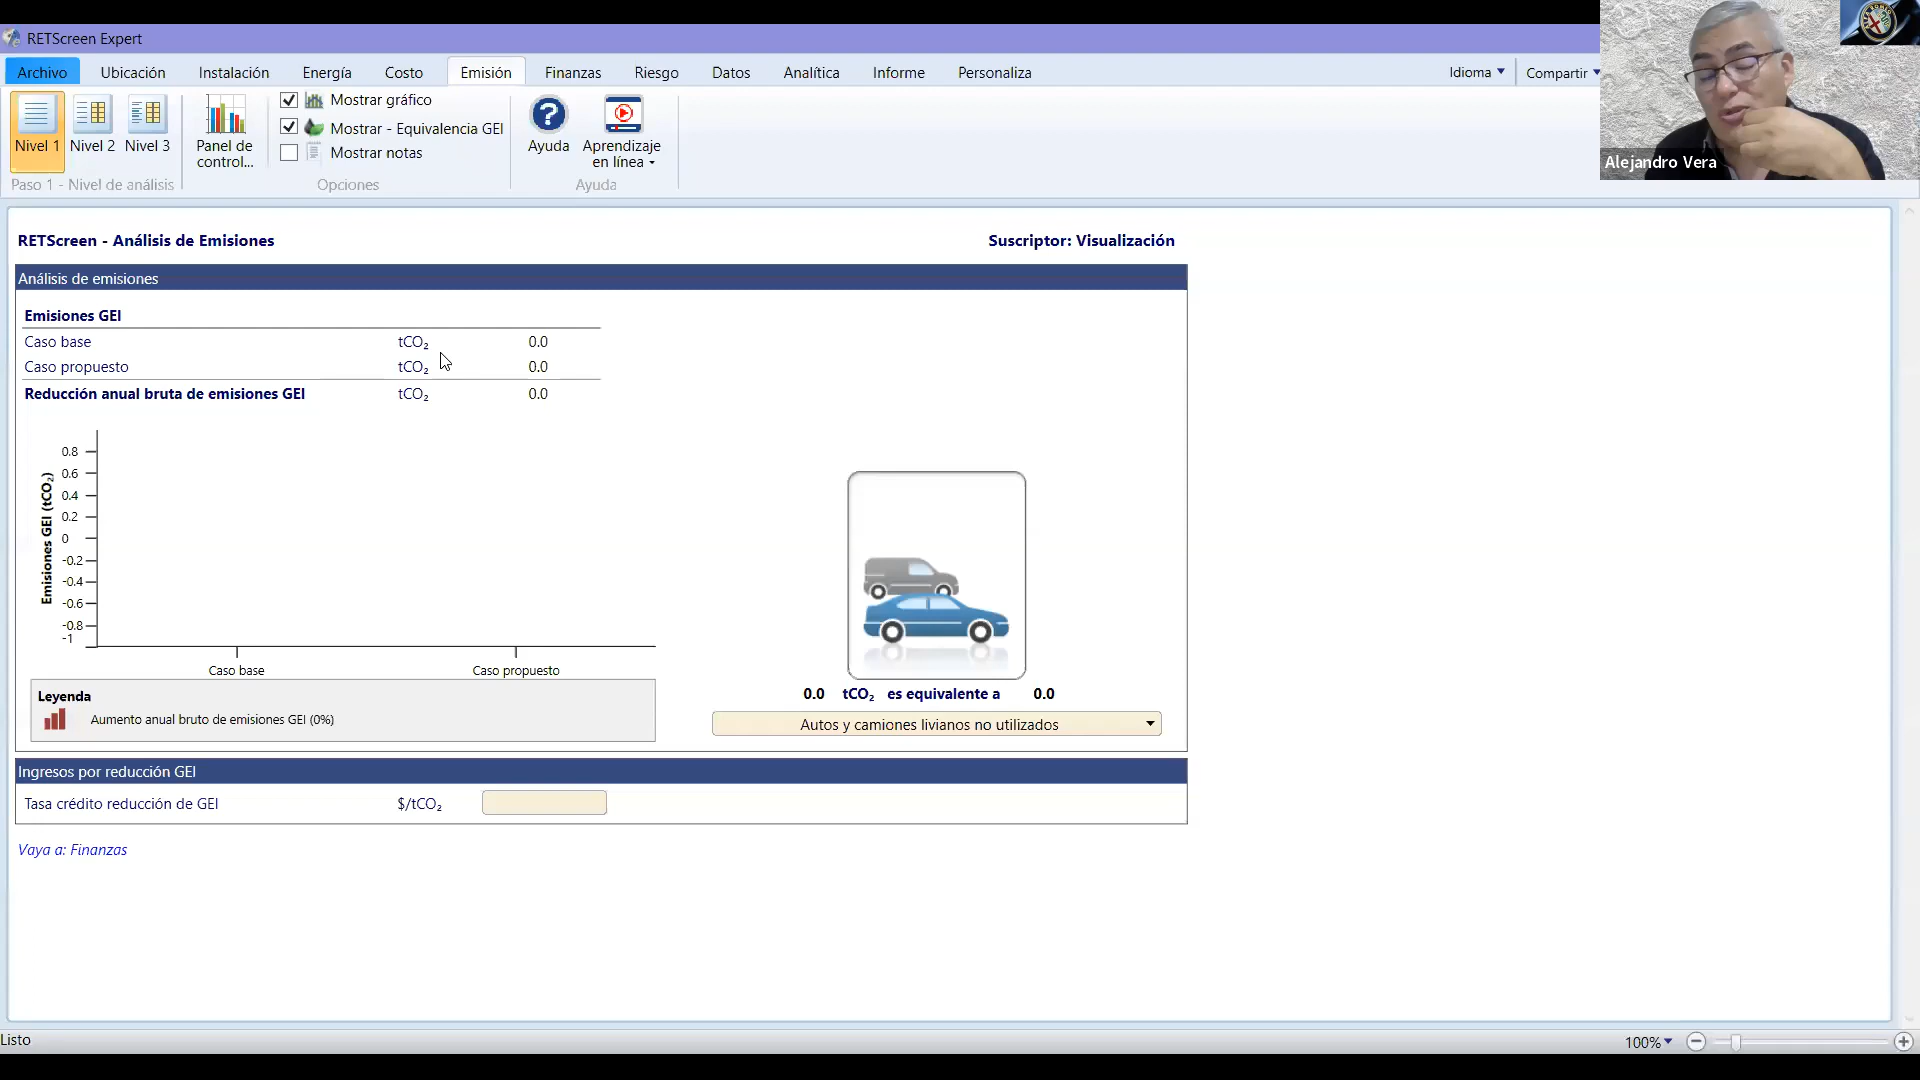 RETScreen Expert
Archivo Ubicación Instalación Energía Costo Emisión Finanzas Riesgo Datos Analítica Informe Personaliza Idioma Compartir
Nivel 1 Nivel 2 Nivel 3
Paso 1 - Nivel de análisis
Panel de control...
Mostrar gráfico
Mostrar - Equivalencia GEI
Mostrar notas
Opciones
Ayuda
Aprendizaje en línea
Ayuda
Alejandro Vera
RETScreen - Análisis de Emisiones
Suscriptor: Visualización
Análisis de emisiones
Emisiones GEI
Caso base tCO₂ 0.0
Caso propuesto tCO₂ 0.0
Reducción anual bruta de emisiones GEI tCO₂ 0.0
Emisiones GEI (tCO₂)
0.8
0.6
0.4
0.2
0
-0.2
-0.4
-0.6
-0.8
-1
Caso base Caso propuesto
Leyenda
Aumento anual bruto de emisiones GEI (0%)
0.0 tCO₂ es equivalente a 0.0
Autos y camiones livianos no utilizados
Ingresos por reducción GEI
Tasa crédito reducción de GEI $/tCO₂
Vaya a: Finanzas
Listo
100%